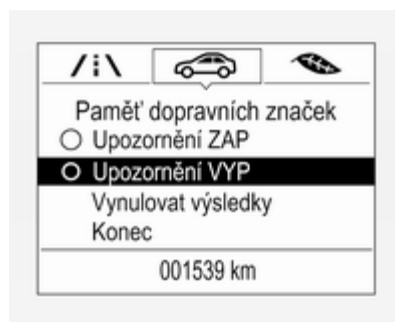 Paměť dopravních značek
Upozornění ZAP
Upozornění VYP
Vynulovat výsledky
Konec
001539 km